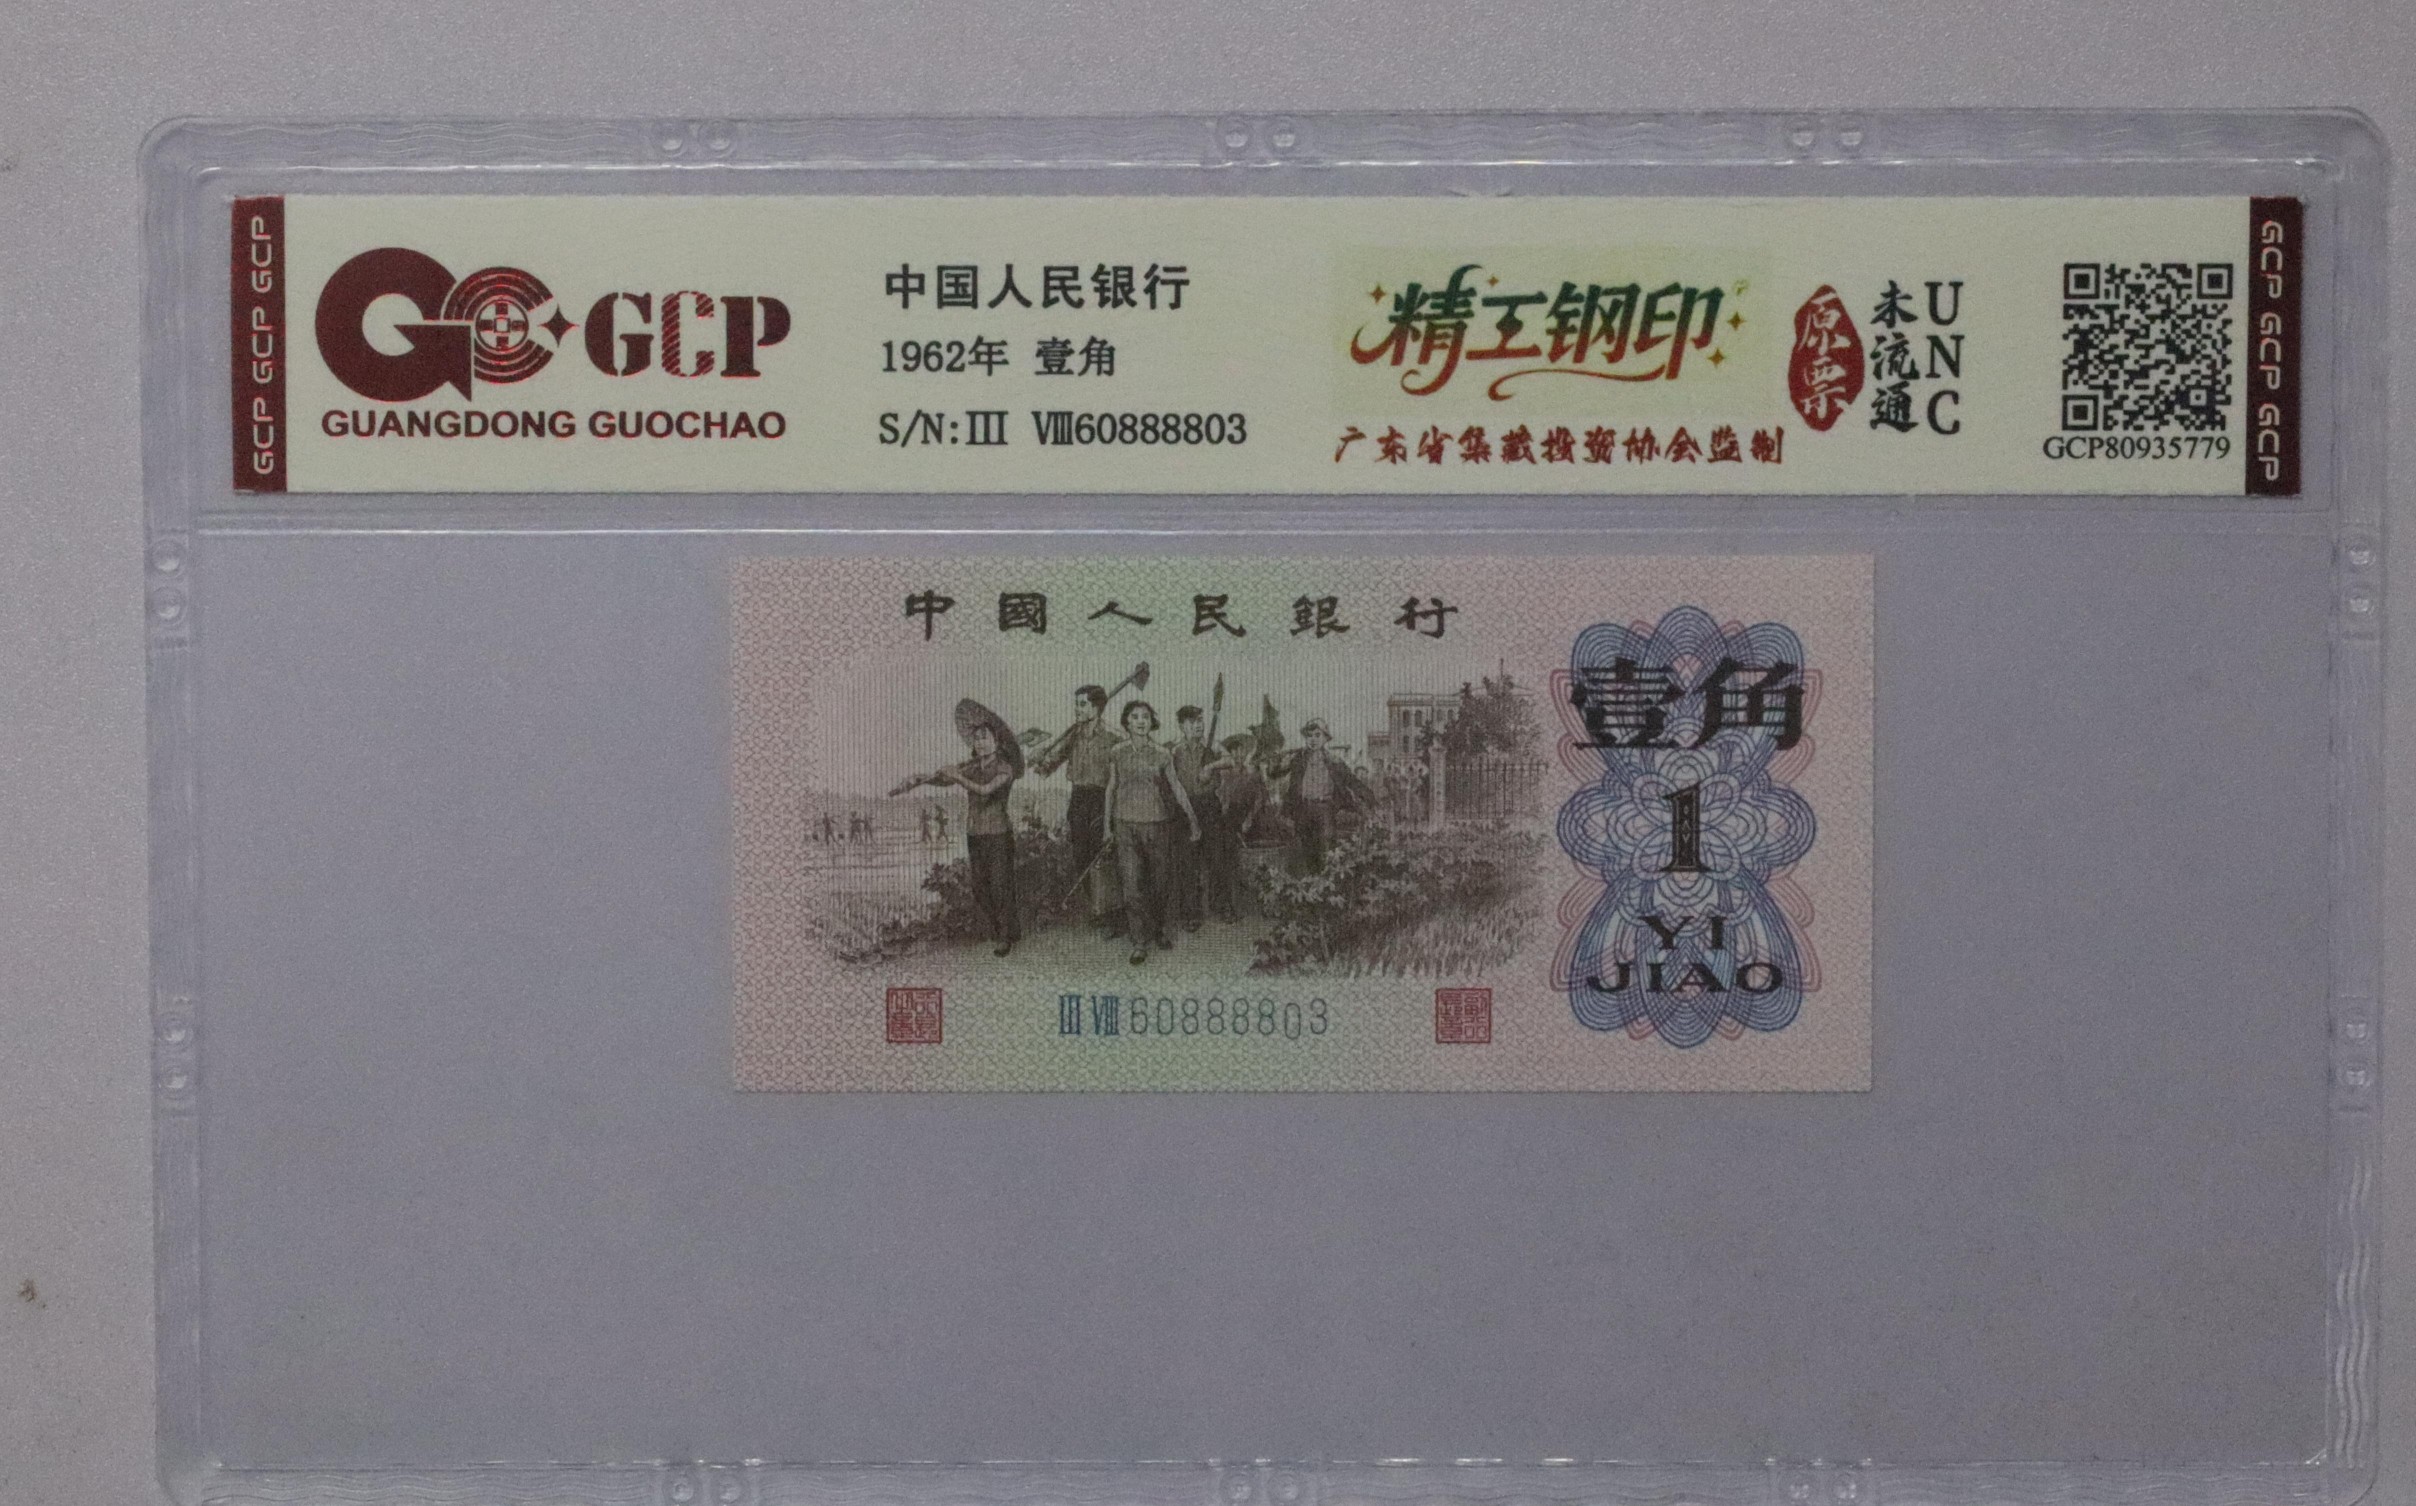 GCP GCP GCP
GCP
GUANGDONG GUOCHAO
中国人民银行
1962年 壹角
S/N:III VIII60888803
精工钢印
广东省集藏投资协会监制
原票
未流通
UNC
GCP80935779
GCP GCP GCP
中國人民銀行
壹角
1
YI
JIAO
III VIII 60888803